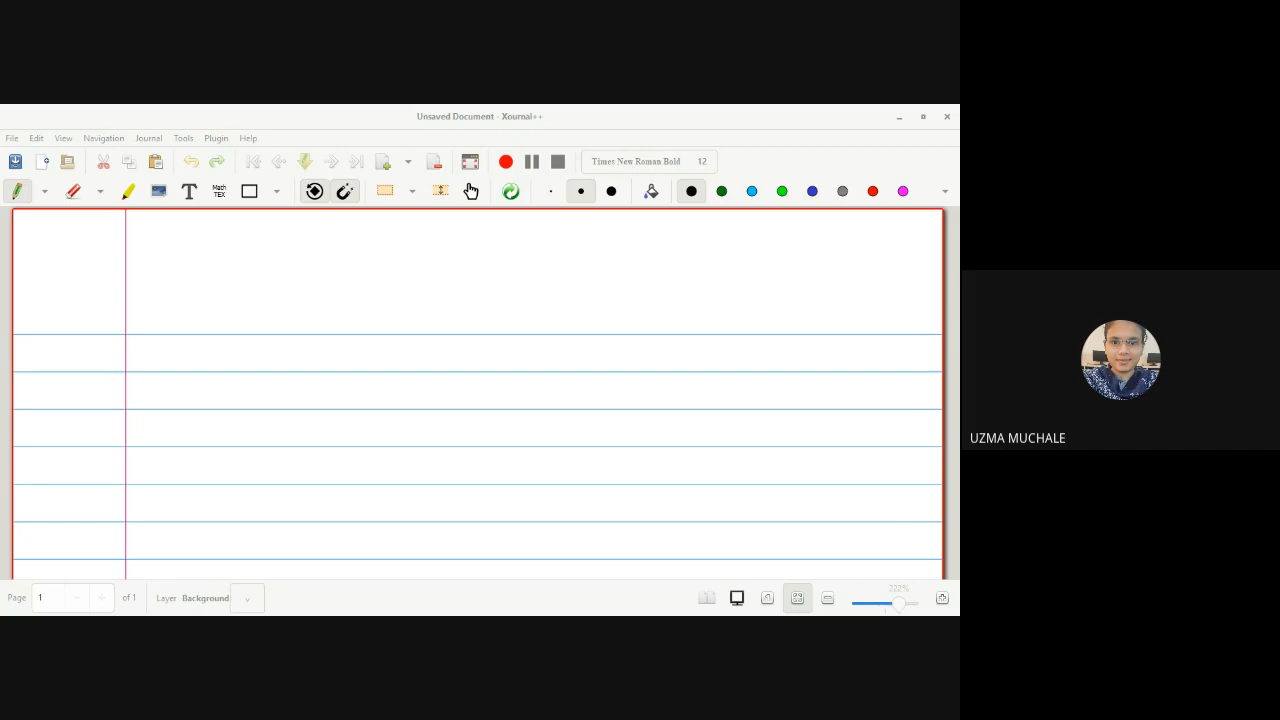 Unsaved Document - Xournal++
File Edit View Navigation Journal Tools Plugin Help
Times New Roman Bold 12
T Math TEX
UZMA MUCHALE
Page 1 of 1 Layer Background 222%